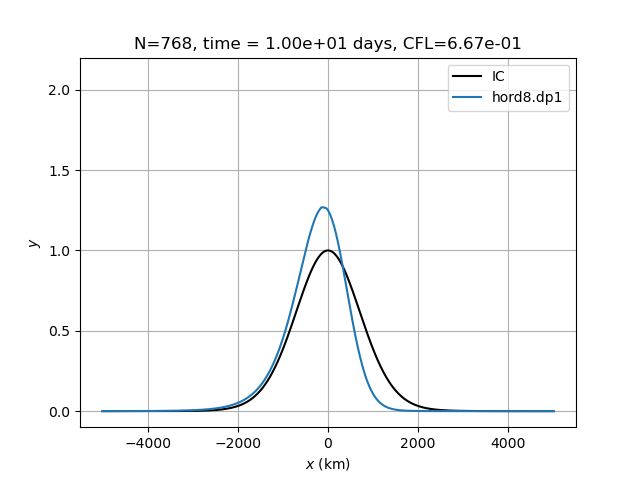 N=768, time = 1.00e+01 days, CFL=6.67e-01
IC
hord8.dp1
2.0
1.5
1.0
0.5
0.0
y
−4000 −2000 0 2000 4000
x (km)